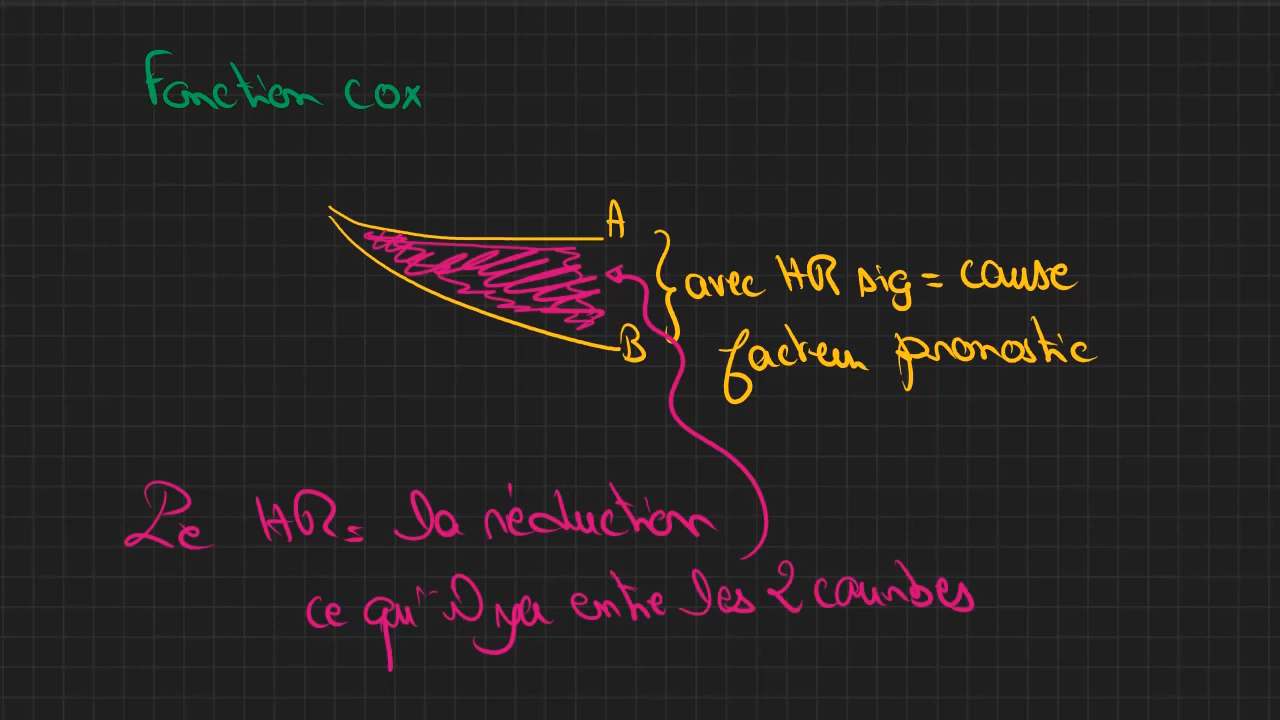 Fonction cox
A
B
avec HR sig = cause
facteur pronostic
Le HR = la réduction
ce qu'il ya entre les 2 courbes